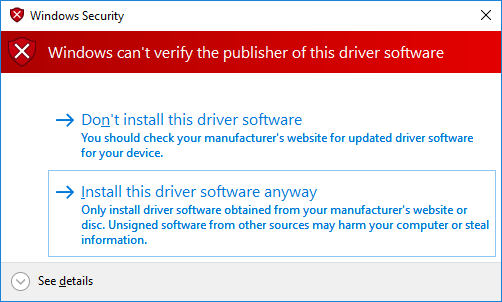 Windows Security
Windows can't verify the publisher of this driver software
Don't install this driver software
You should check your manufacturer's website for updated driver software
for your device.
Install this driver software anyway
Only install driver software obtained from your manufacturer's website or
disc. Unsigned software from other sources may harm your computer or steal
information.
See details